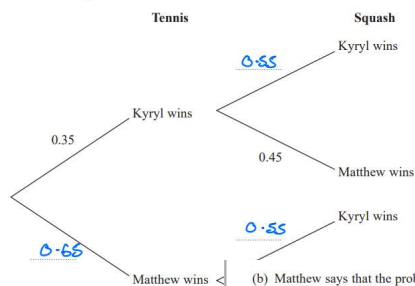 Tennis Squash
Kyryl wins
0.55
Kyryl wins
0.35
0.45
Matthew wins
Kyryl wins
0.55
0.65
Matthew wins
(b) Matthew says that the prol